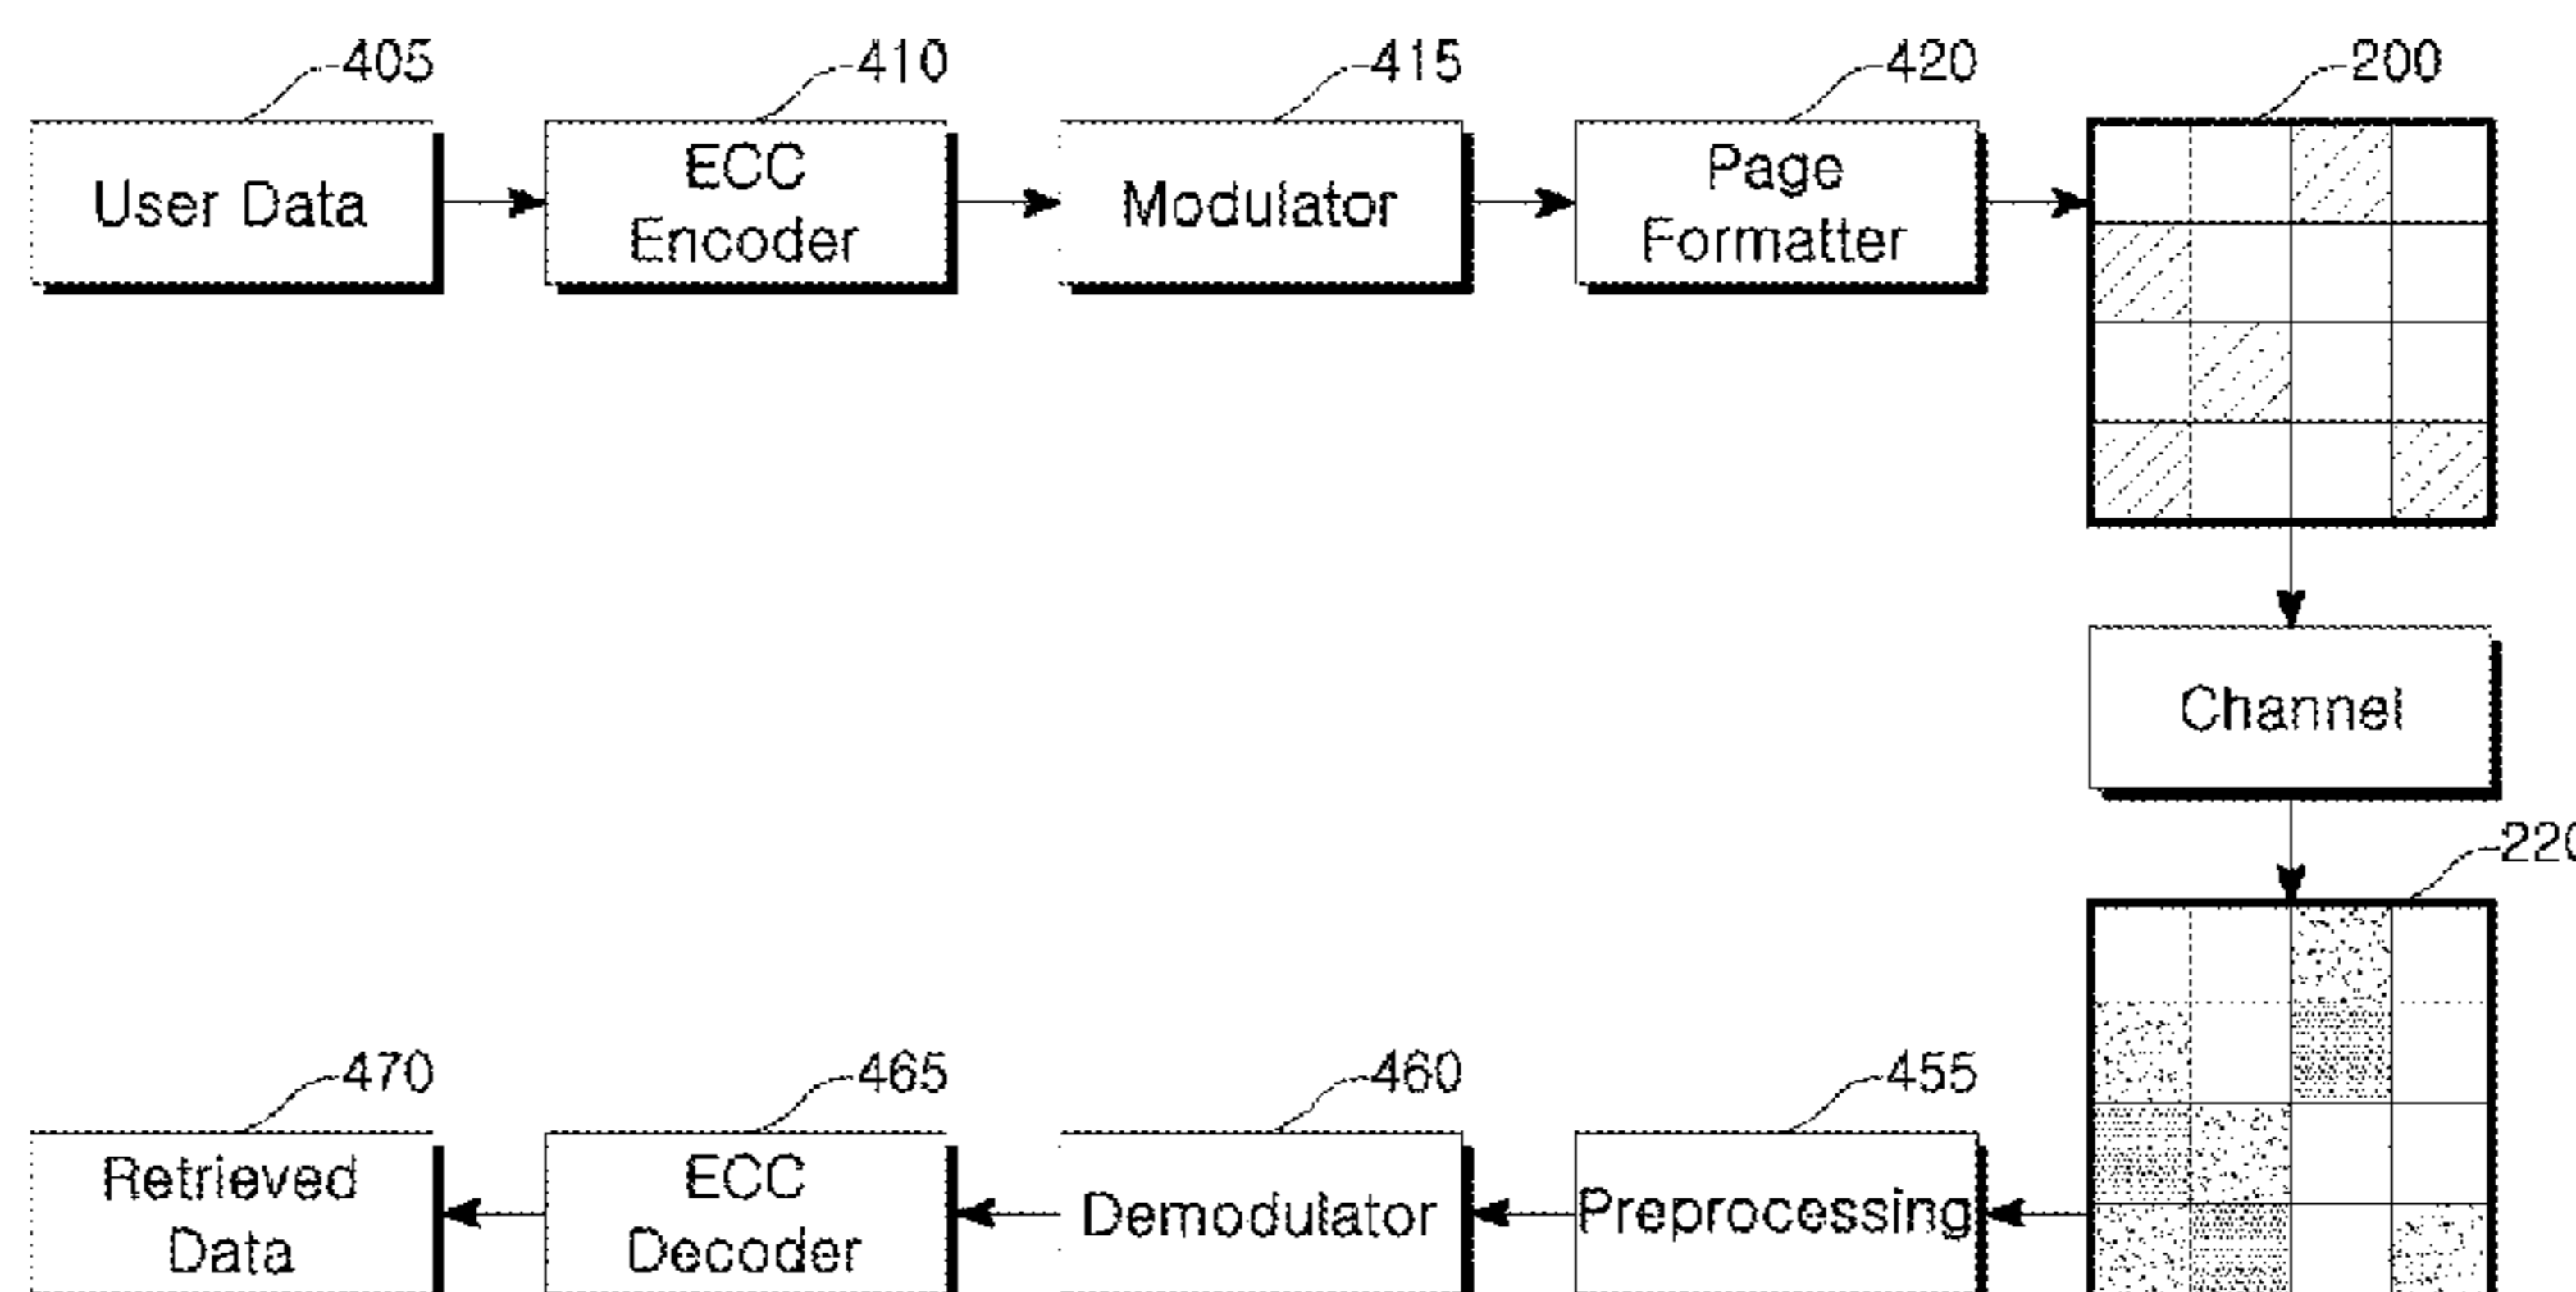 405
410
415
420
200
User Data
ECC
Encoder
Modulator
Page
Formatter
Channel
220
470
465
460
455
Retrieved
Data
ECC
Decoder
Demodulator
Preprocessing